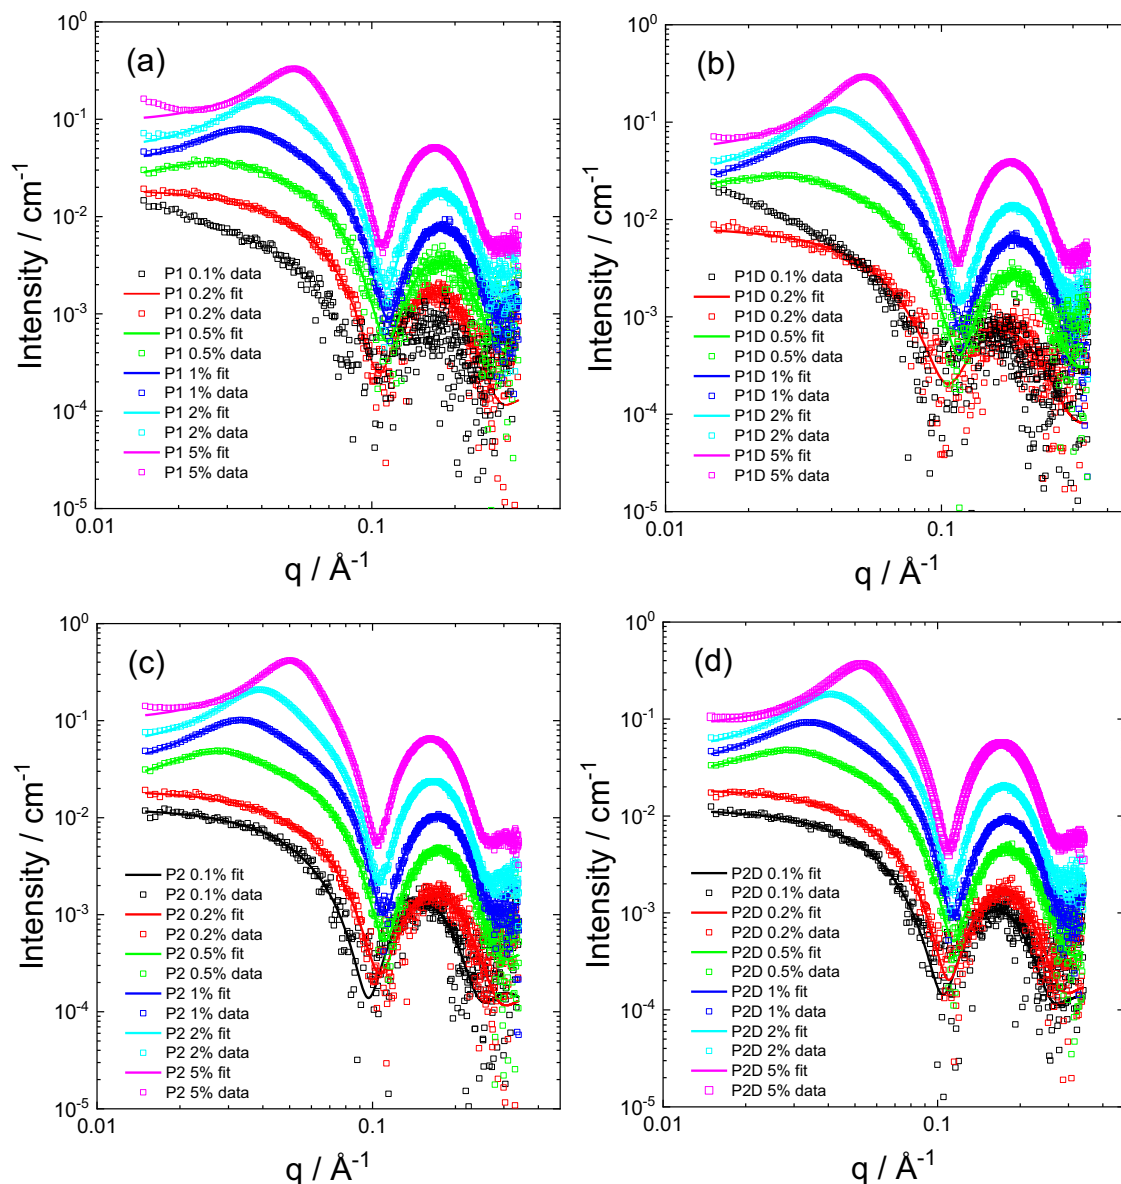 (a)
Intensity / cm-1
10^0
10^-1
10^-2
10^-3
10^-4
10^-5
P1 0.1% data
P1 0.2% fit
P1 0.2% data
P1 0.5% fit
P1 0.5% data
P1 1% fit
P1 1% data
P1 2% fit
P1 2% data
P1 5% fit
P1 5% data
0.01
0.1
q / Å-1
(b)
Intensity / cm-1
10^0
10^-1
10^-2
10^-3
10^-4
10^-5
P1D 0.1% data
P1D 0.2% fit
P1D 0.2% data
P1D 0.5% fit
P1D 0.5% data
P1D 1% fit
P1D 1% data
P1D 2% fit
P1D 2% data
P1D 5% fit
P1D 5% data
0.01
0.1
q / Å-1
(c)
Intensity / cm-1
10^0
10^-1
10^-2
10^-3
10^-4
10^-5
P2 0.1% fit
P2 0.1% data
P2 0.2% fit
P2 0.2% data
P2 0.5% fit
P2 0.5% data
P2 1% fit
P2 1% data
P2 2% fit
P2 2% data
P2 5% fit
P2 5% data
0.01
0.1
q / Å-1
(d)
Intensity / cm-1
10^0
10^-1
10^-2
10^-3
10^-4
10^-5
P2D 0.1% fit
P2D 0.1% data
P2D 0.2% fit
P2D 0.2% data
P2D 0.5% fit
P2D 0.5% data
P2D 1% fit
P2D 1% data
P2D 2% fit
P2D 2% data
P2D 5% fit
P2D 5% data
0.01
0.1
q / Å-1